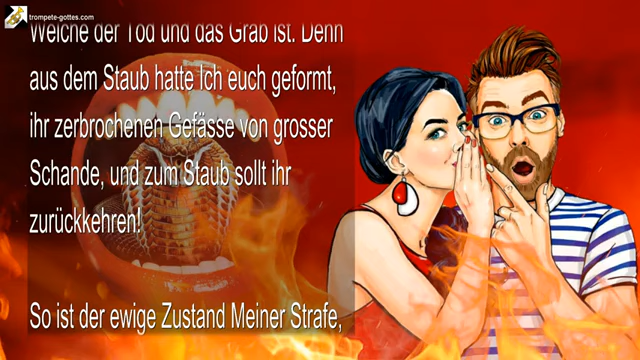 trompete-gottes.com
Welche der Tod und das Grab ist. Denn
aus dem Staub hatte Ich euch geformt,
ihr zerbrochenen Gefässe von grosser
Schande, und zum Staub sollt ihr
zurückkehren!
So ist der ewige Zustand Meiner Strafe,